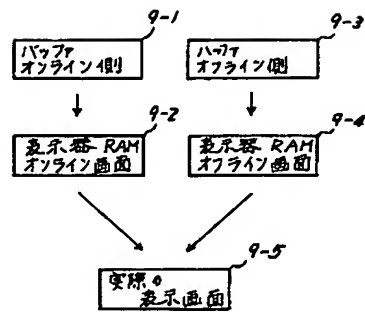 9-1
バッファ
オンライン側
9-3
バッファ
オフライン側
9-2
表示器 RAM
オンライン画面
9-4
表示器 RAM
オフライン画面
9-5
実際の
表示画面